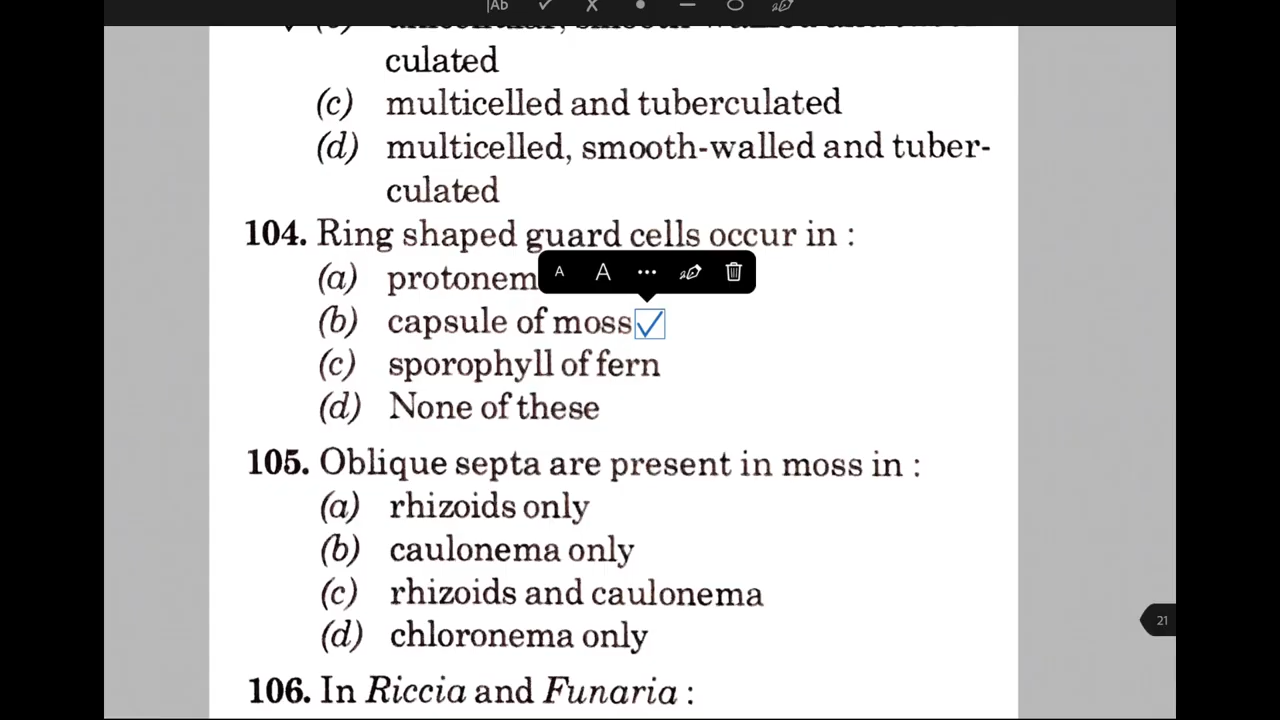 |Ab
culated
(c) multicelled and tuberculated
(d) multicelled, smooth-walled and tuber-
culated
104. Ring shaped guard cells occur in :
(a) protonem
A A ...
(b) capsule of moss
(c) sporophyll of fern
(d) None of these
105. Oblique septa are present in moss in :
(a) rhizoids only
(b) caulonema only
(c) rhizoids and caulonema
(d) chloronema only
21
106. In Riccia and Funaria :